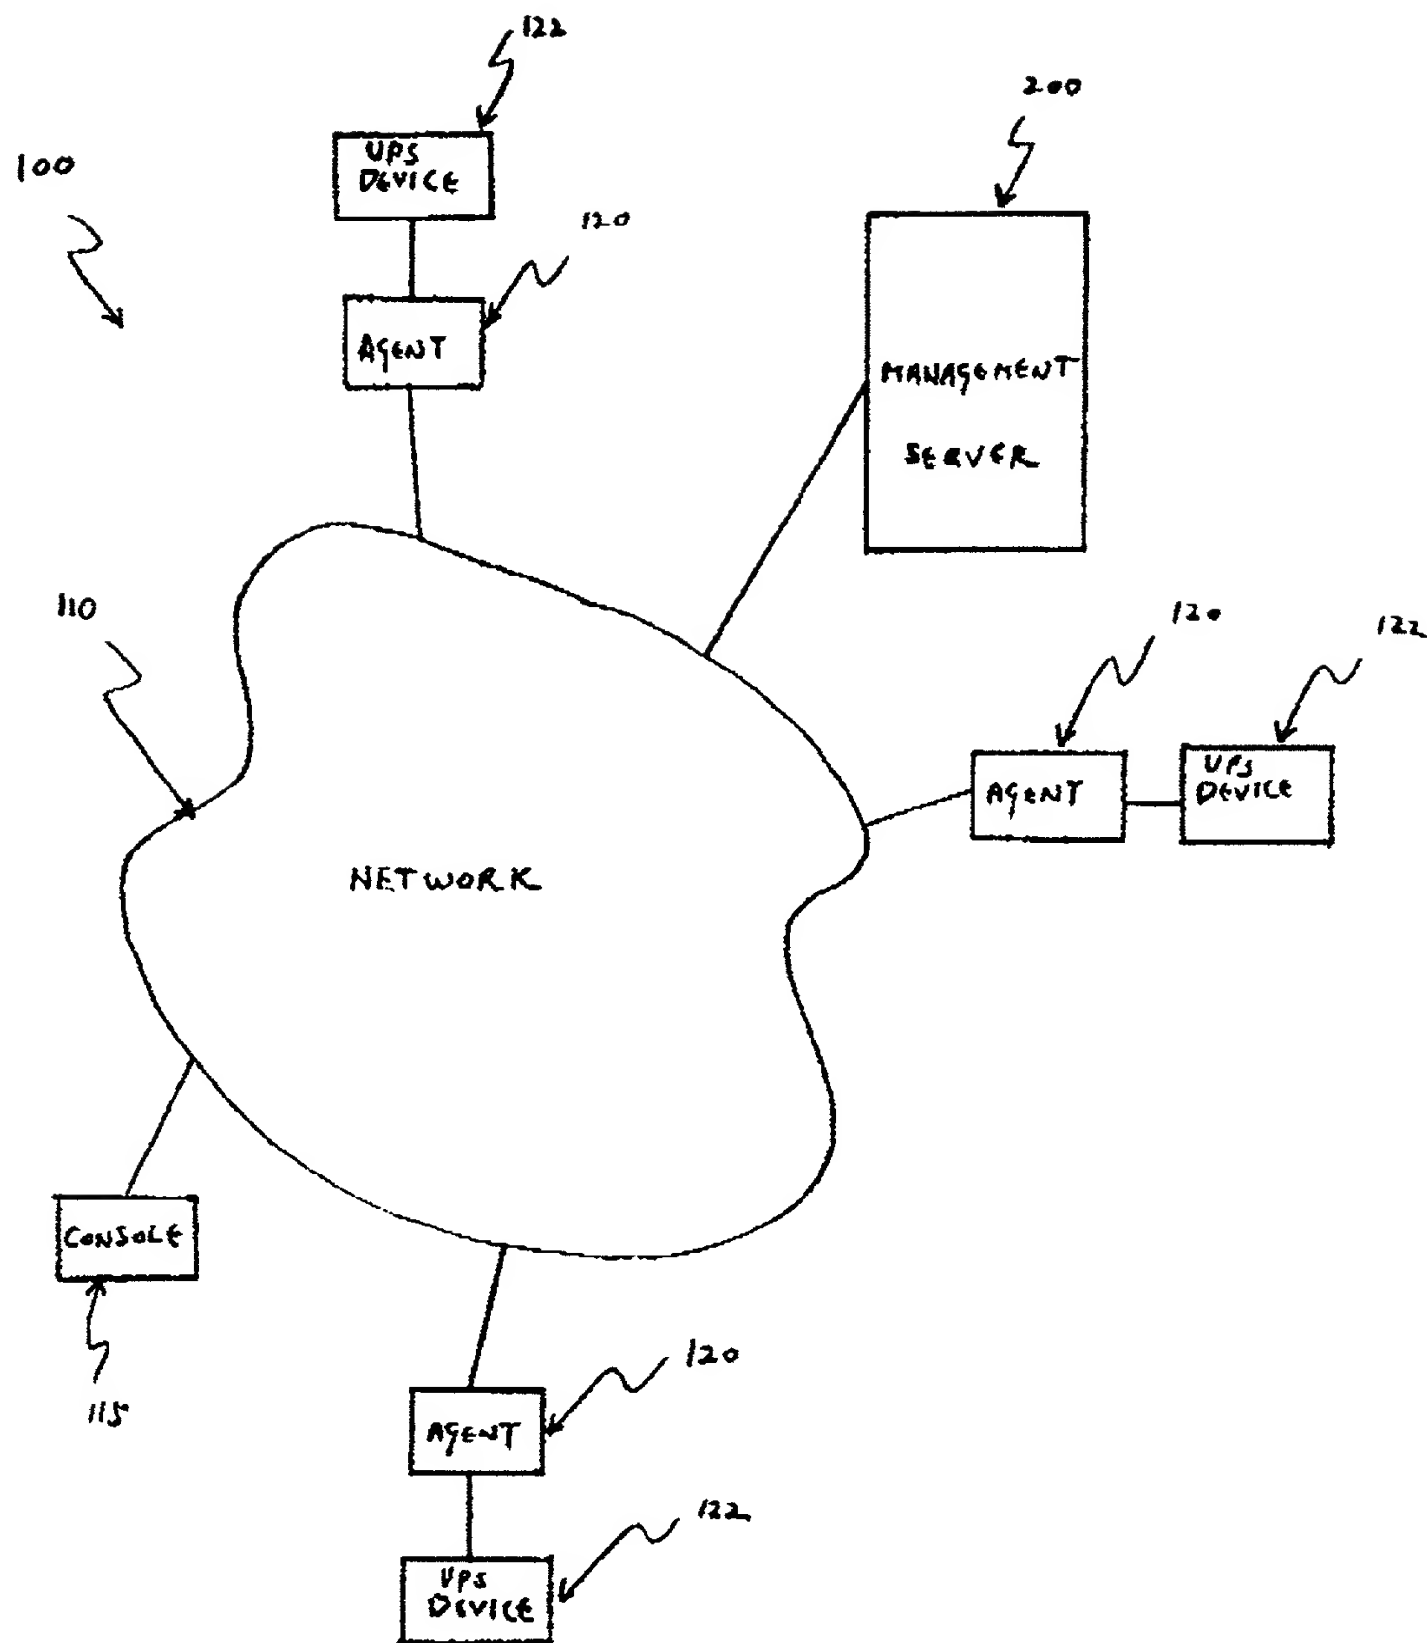 122
200
100
UPS
DEVICE
120
AGENT
MANAGEMENT
SERVER
110
120
122
AGENT
UPS
DEVICE
NETWORK
CONSOLE
115
120
AGENT
122
UPS
DEVICE